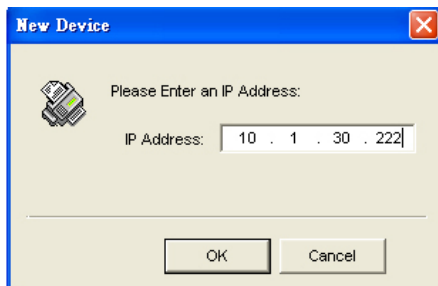 New Device
Please Enter an IP Address:
IP Address: 10 . 1 . 30 . 222
OK Cancel